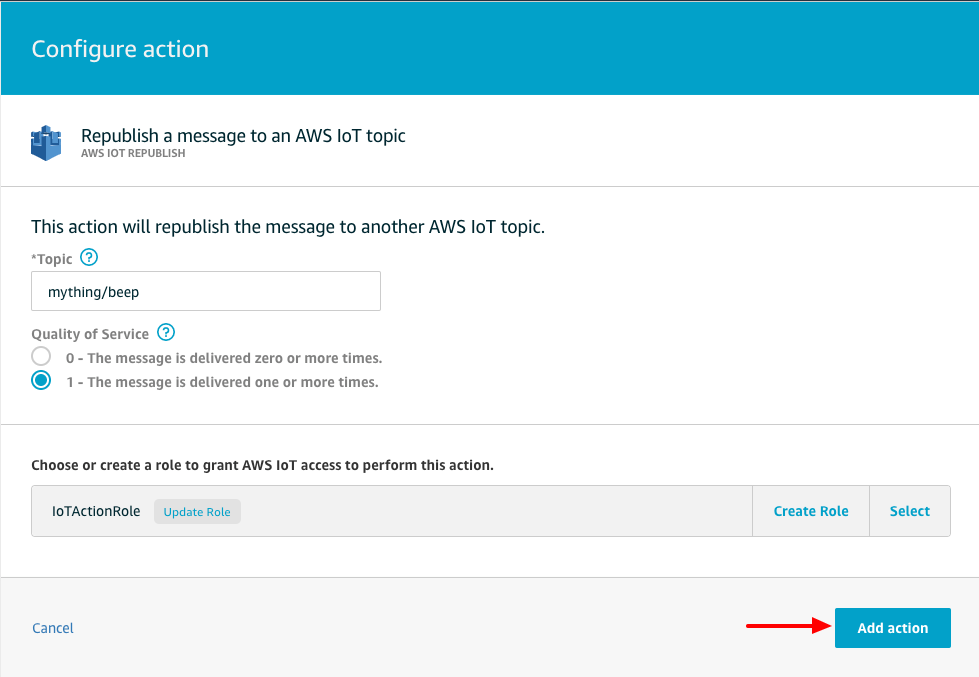 Configure action
Republish a message to an AWS IoT topic
AWS IOT REPUBLISH
This action will republish the message to another AWS IoT topic.
*Topic ?
mything/beep
Quality of Service ?
0 - The message is delivered zero or more times.
1 - The message is delivered one or more times.
Choose or create a role to grant AWS IoT access to perform this action.
IoTActionRole Update Role Create Role Select
Cancel Add action